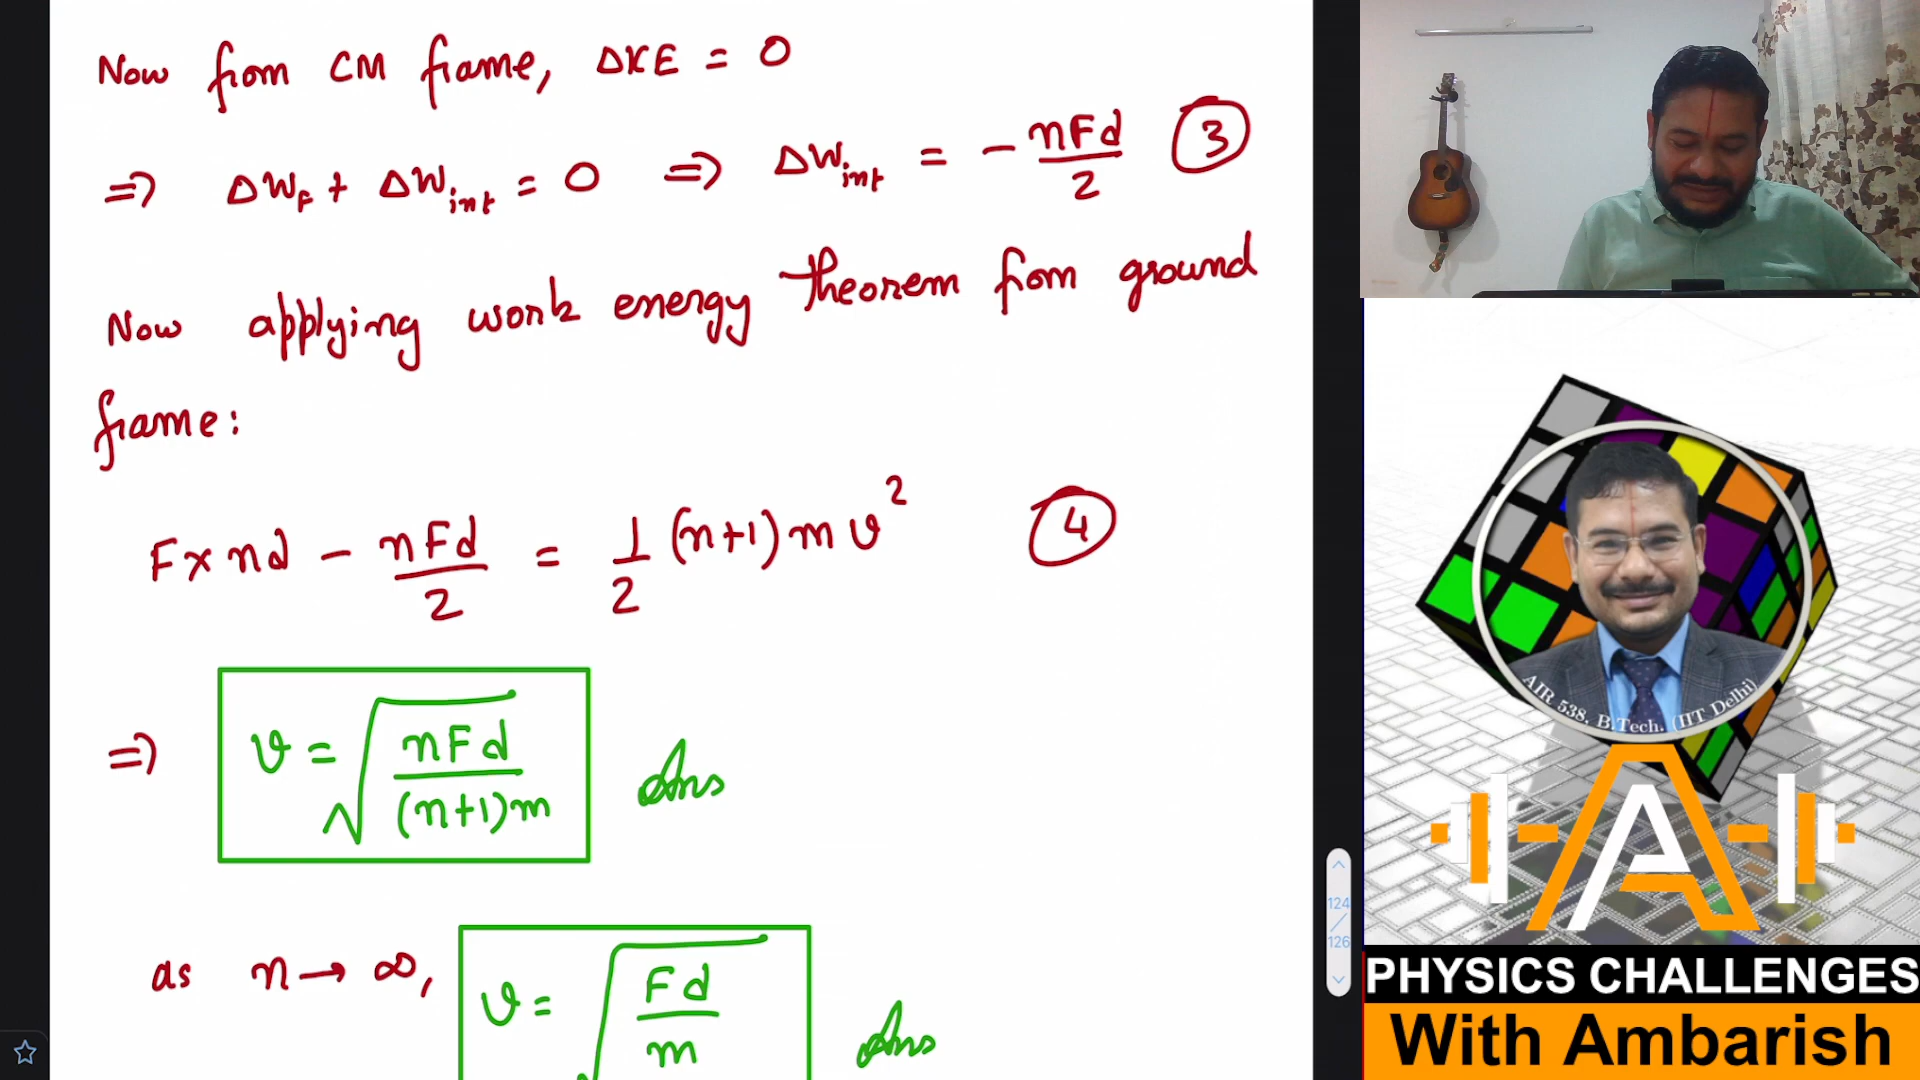 Now from CM frame, ΔKE = 0
⇒ ΔW_F + ΔW_int = 0 ⇒ ΔW_int = - nFd/2 ③
Now applying work energy theorem from ground
frame:
F × nd - nFd/2 = 1/2 (n+1) m v² ④
⇒ v = √(nFd/((n+1)m)) Ans
as n → ∞, v = √(Fd/m) Ans
124
/
126
AIR 538, B.Tech. (IIT Delhi)
A
PHYSICS CHALLENGES
With Ambarish